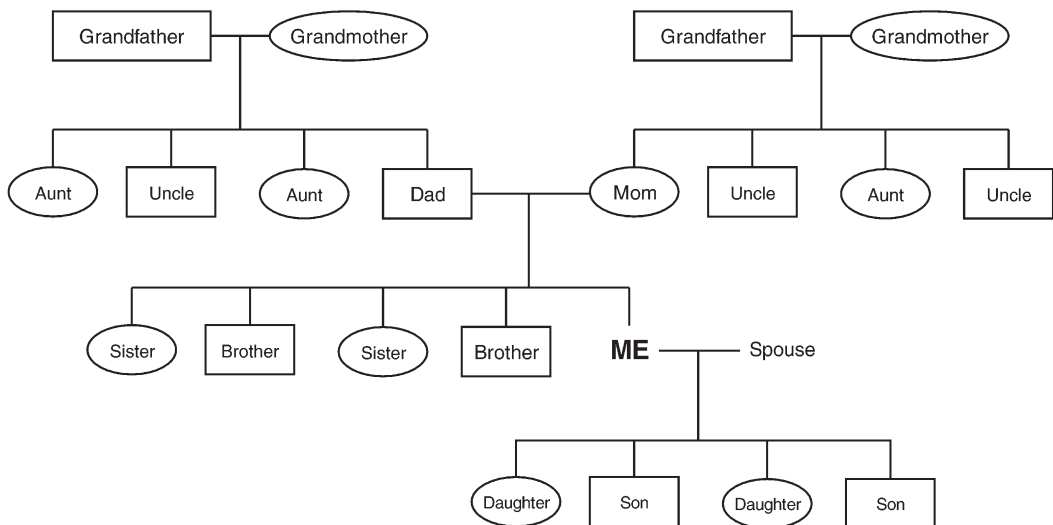 Grandfather Grandmother Grandfather Grandmother
Aunt Uncle Aunt Dad Mom Uncle Aunt Uncle
Sister Brother Sister Brother ME Spouse
Daughter Son Daughter Son